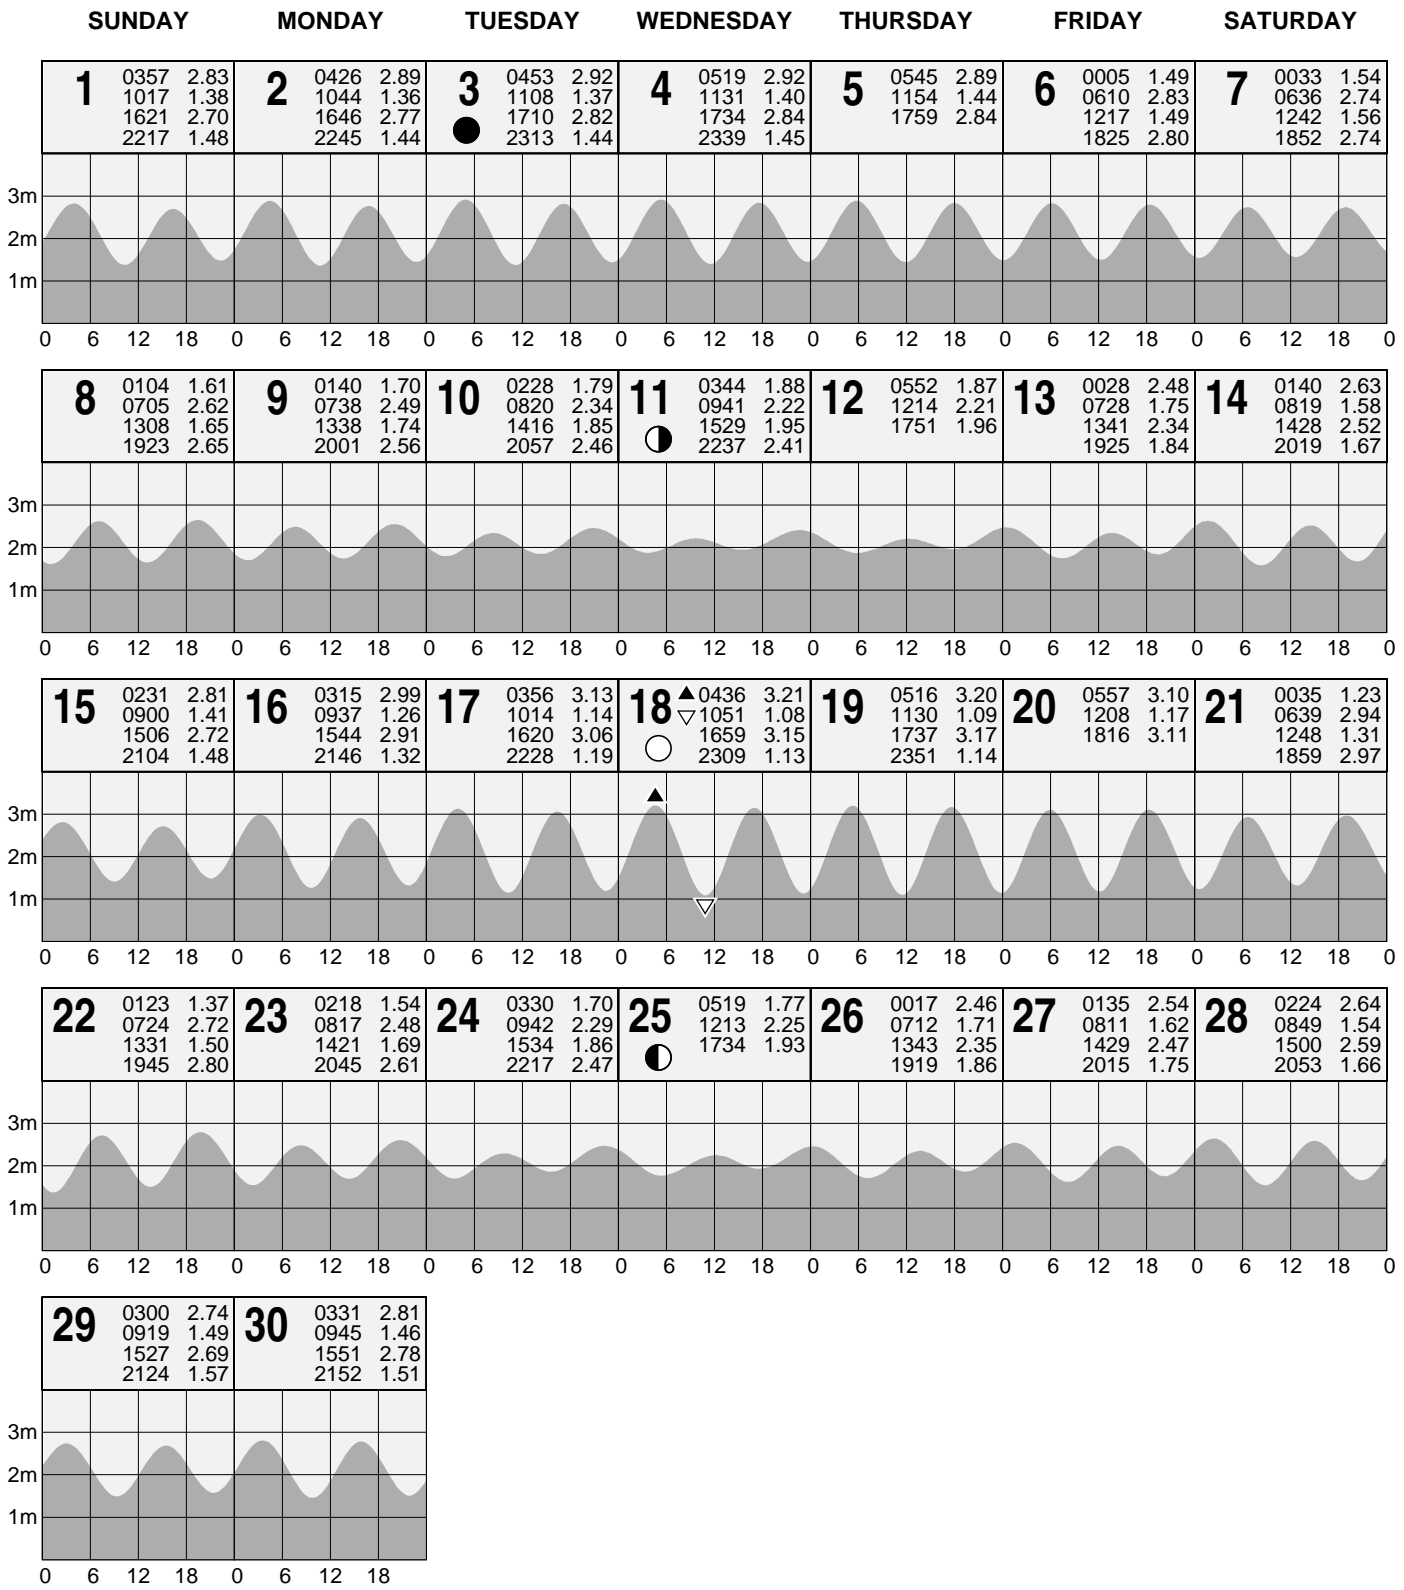 SUNDAY MONDAY TUESDAY WEDNESDAY THURSDAY FRIDAY SATURDAY
1 0357 2.83 2 0426 2.89 3 0453 2.92 4 0519 2.92 5 0545 2.89 6 0005 1.49 7 0033 1.54
1017 1.38 1044 1.36 1108 1.37 1131 1.40 1154 1.44 0610 2.83 0636 2.74
1621 2.70 1646 2.77 1710 2.82 1734 2.84 1759 2.84 1217 1.49 1242 1.56
2217 1.48 2245 1.44 2313 1.44 2339 1.45 1825 2.80 1852 2.74
3m
2m
1m
0 6 12 18 0 6 12 18 0 6 12 18 0 6 12 18 0 6 12 18 0 6 12 18 0 6 12 18 0
8 0104 1.61 9 0140 1.70 10 0228 1.79 11 0344 1.88 12 0552 1.87 13 0028 2.48 14 0140 2.63
0705 2.62 0738 2.49 0820 2.34 0941 2.22 1214 2.21 0728 1.75 0819 1.58
1308 1.65 1338 1.74 1416 1.85 1529 1.95 1751 1.96 1341 2.34 1428 2.52
1923 2.65 2001 2.56 2057 2.46 2237 2.41 1925 1.84 2019 1.67
3m
2m
1m
0 6 12 18 0 6 12 18 0 6 12 18 0 6 12 18 0 6 12 18 0 6 12 18 0 6 12 18 0
15 0231 2.81 16 0315 2.99 17 0356 3.13 18 0436 3.21 19 0516 3.20 20 0557 3.10 21 0035 1.23
0900 1.41 0937 1.26 1014 1.14 1051 1.08 1130 1.09 1208 1.17 0639 2.94
1506 2.72 1544 2.91 1620 3.06 1659 3.15 1737 3.17 1816 3.11 1248 1.31
2104 1.48 2146 1.32 2228 1.19 2309 1.13 2351 1.14 1859 2.97
3m
2m
1m
0 6 12 18 0 6 12 18 0 6 12 18 0 6 12 18 0 6 12 18 0 6 12 18 0 6 12 18 0
22 0123 1.37 23 0218 1.54 24 0330 1.70 25 0519 1.77 26 0017 2.46 27 0135 2.54 28 0224 2.64
0724 2.72 0817 2.48 0942 2.29 1213 2.25 0712 1.71 0811 1.62 0849 1.54
1331 1.50 1421 1.69 1534 1.86 1734 1.93 1343 2.35 1429 2.47 1500 2.59
1945 2.80 2045 2.61 2217 2.47 1919 1.86 2015 1.75 2053 1.66
3m
2m
1m
0 6 12 18 0 6 12 18 0 6 12 18 0 6 12 18 0 6 12 18 0 6 12 18 0 6 12 18 0
29 0300 2.74 30 0331 2.81
0919 1.49 0945 1.46
1527 2.69 1551 2.78
2124 1.57 2152 1.51
3m
2m
1m
0 6 12 18 0 6 12 18